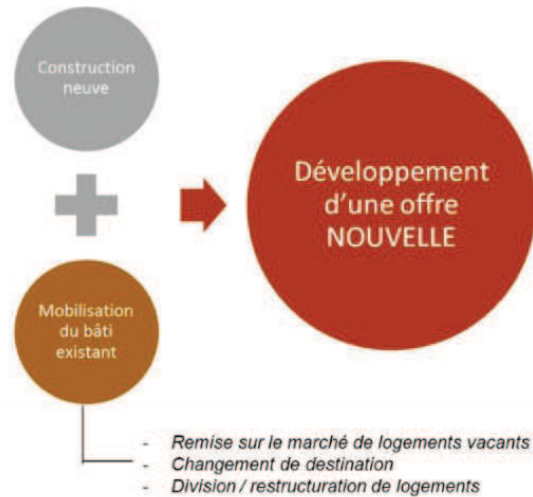 Construction
neuve
Développement
d'une offre
NOUVELLE
Mobilisation
du bâti
existant
- Remise sur le marché de logements vacants
- Changement de destination
- Division / restructuration de logements